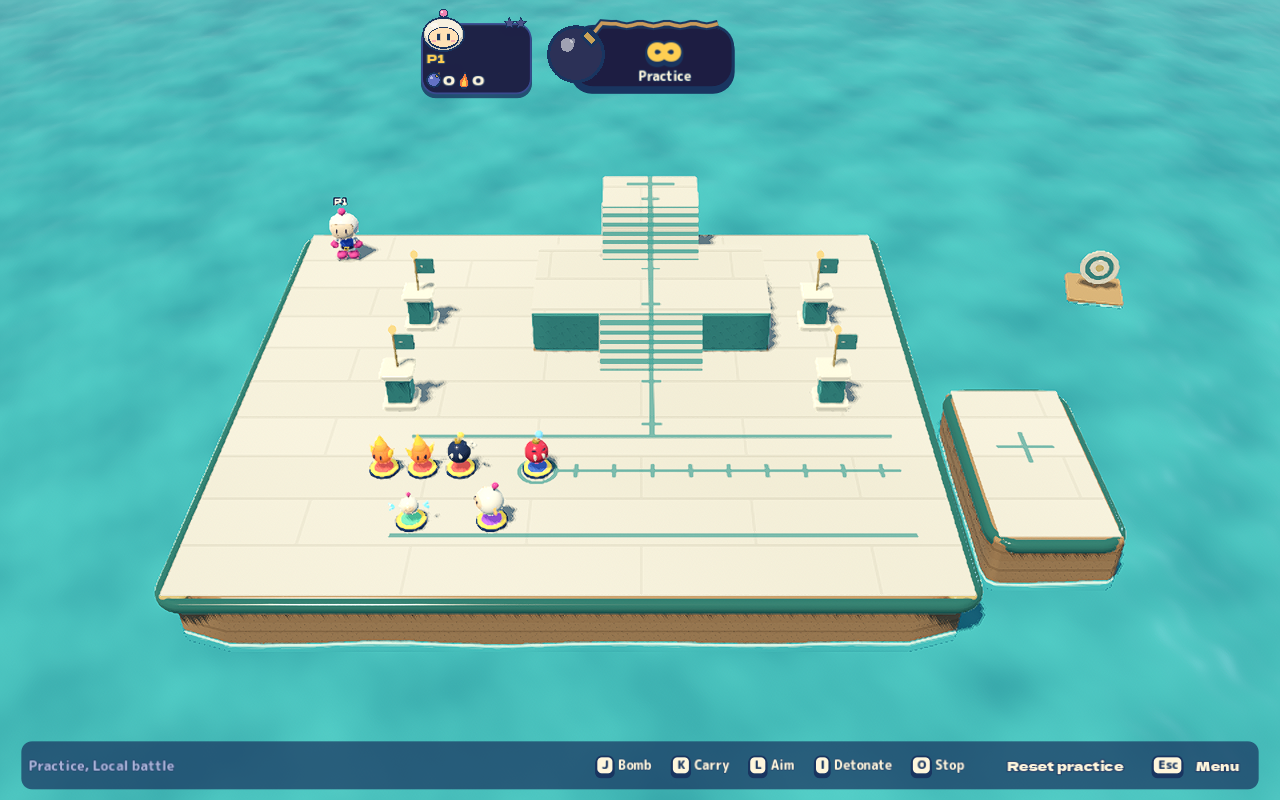 P1
0 0
∞
Practice
P1
Practice, Local battle
J Bomb
K Carry
L Aim
I Detonate
O Stop
Reset practice
Esc Menu